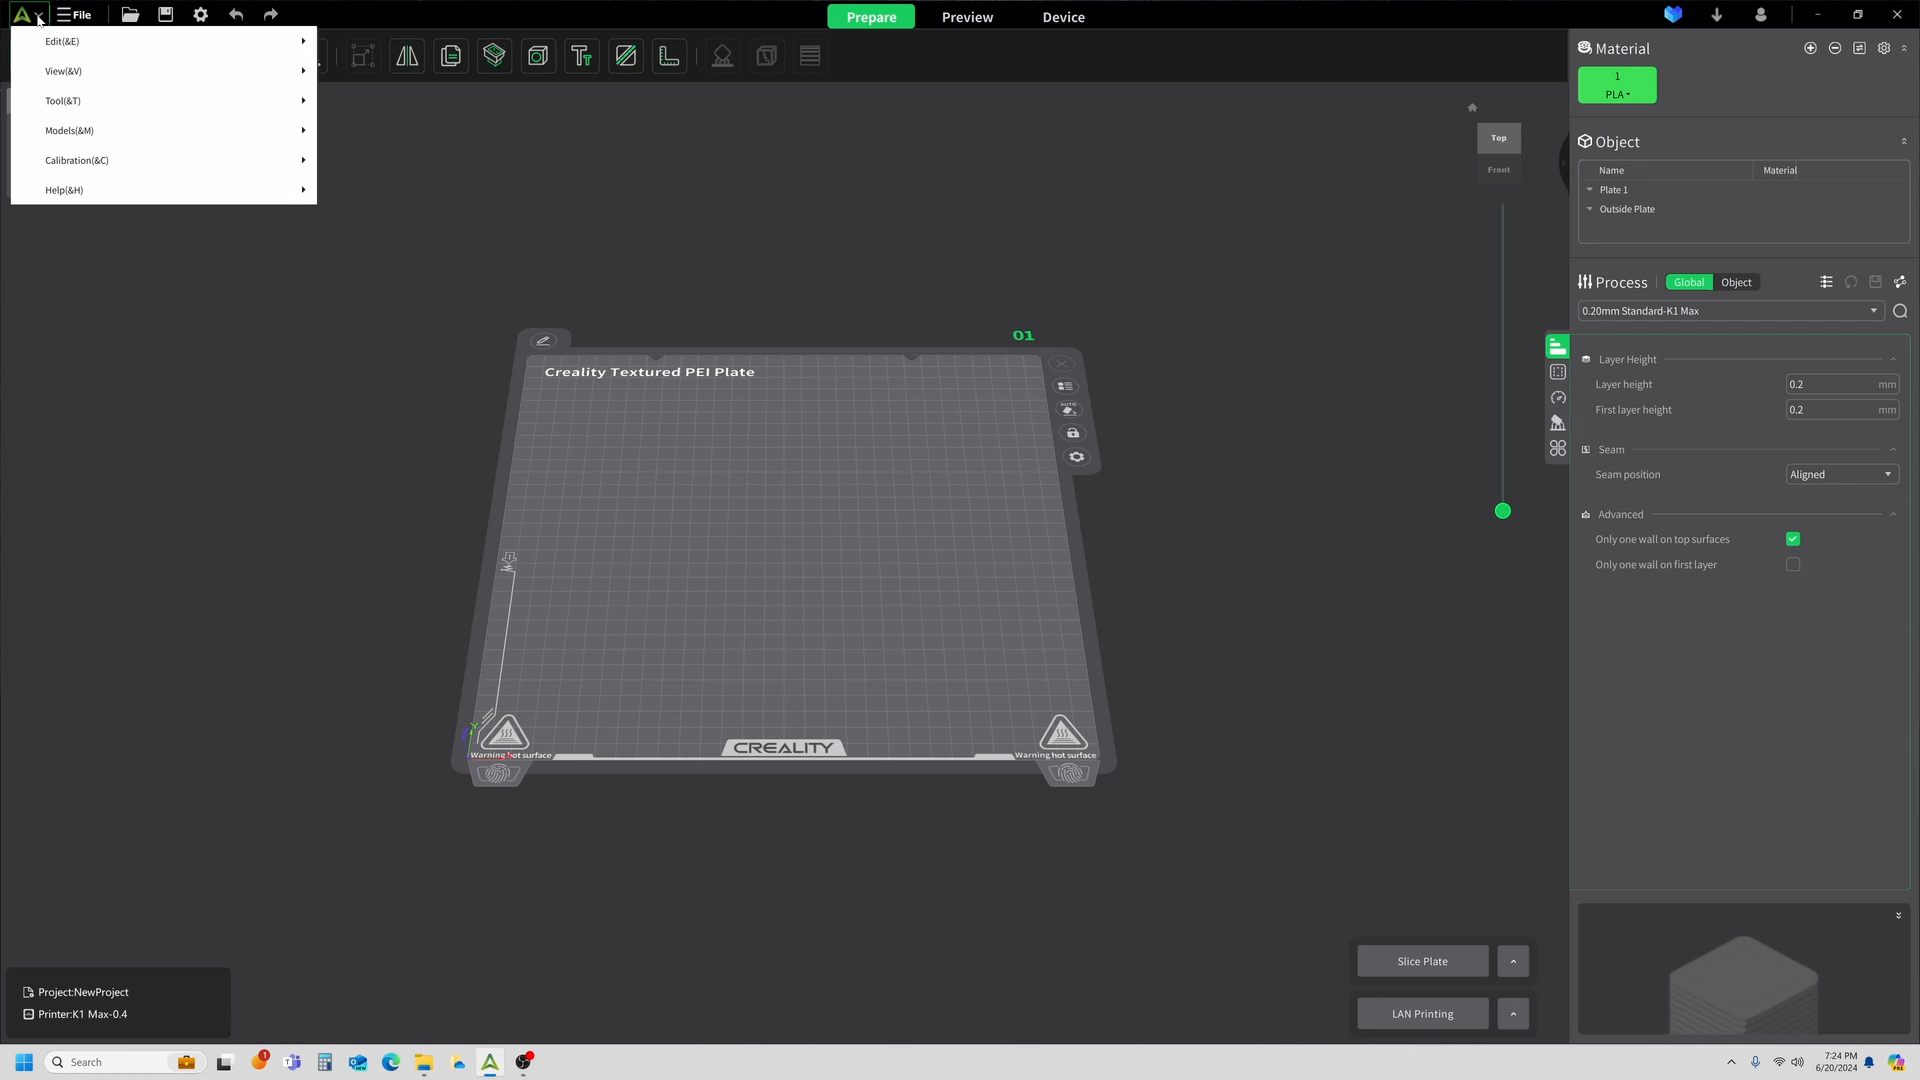 File
Prepare
Preview
Device
Edit(&E)
View(&V)
Tool(&T)
Models(&M)
Calibration(&C)
Help(&H)
Top
Front
Material
1
PLA
Object
Name
Material
Plate 1
Outside Plate
Process
Global
Object
0.20mm Standard-K1 Max
Layer Height
Layer height
0.2
mm
First layer height
0.2
mm
Seam
Seam position
Aligned
Advanced
Only one wall on top surfaces
Only one wall on first layer
01
Creality Textured PEI Plate
AUTO
Warning hot surface
CREALITY
Warning hot surface
Slice Plate
LAN Printing
Project:NewProject
Printer:K1 Max-0.4
Search
1
7:24 PM
6/20/2024